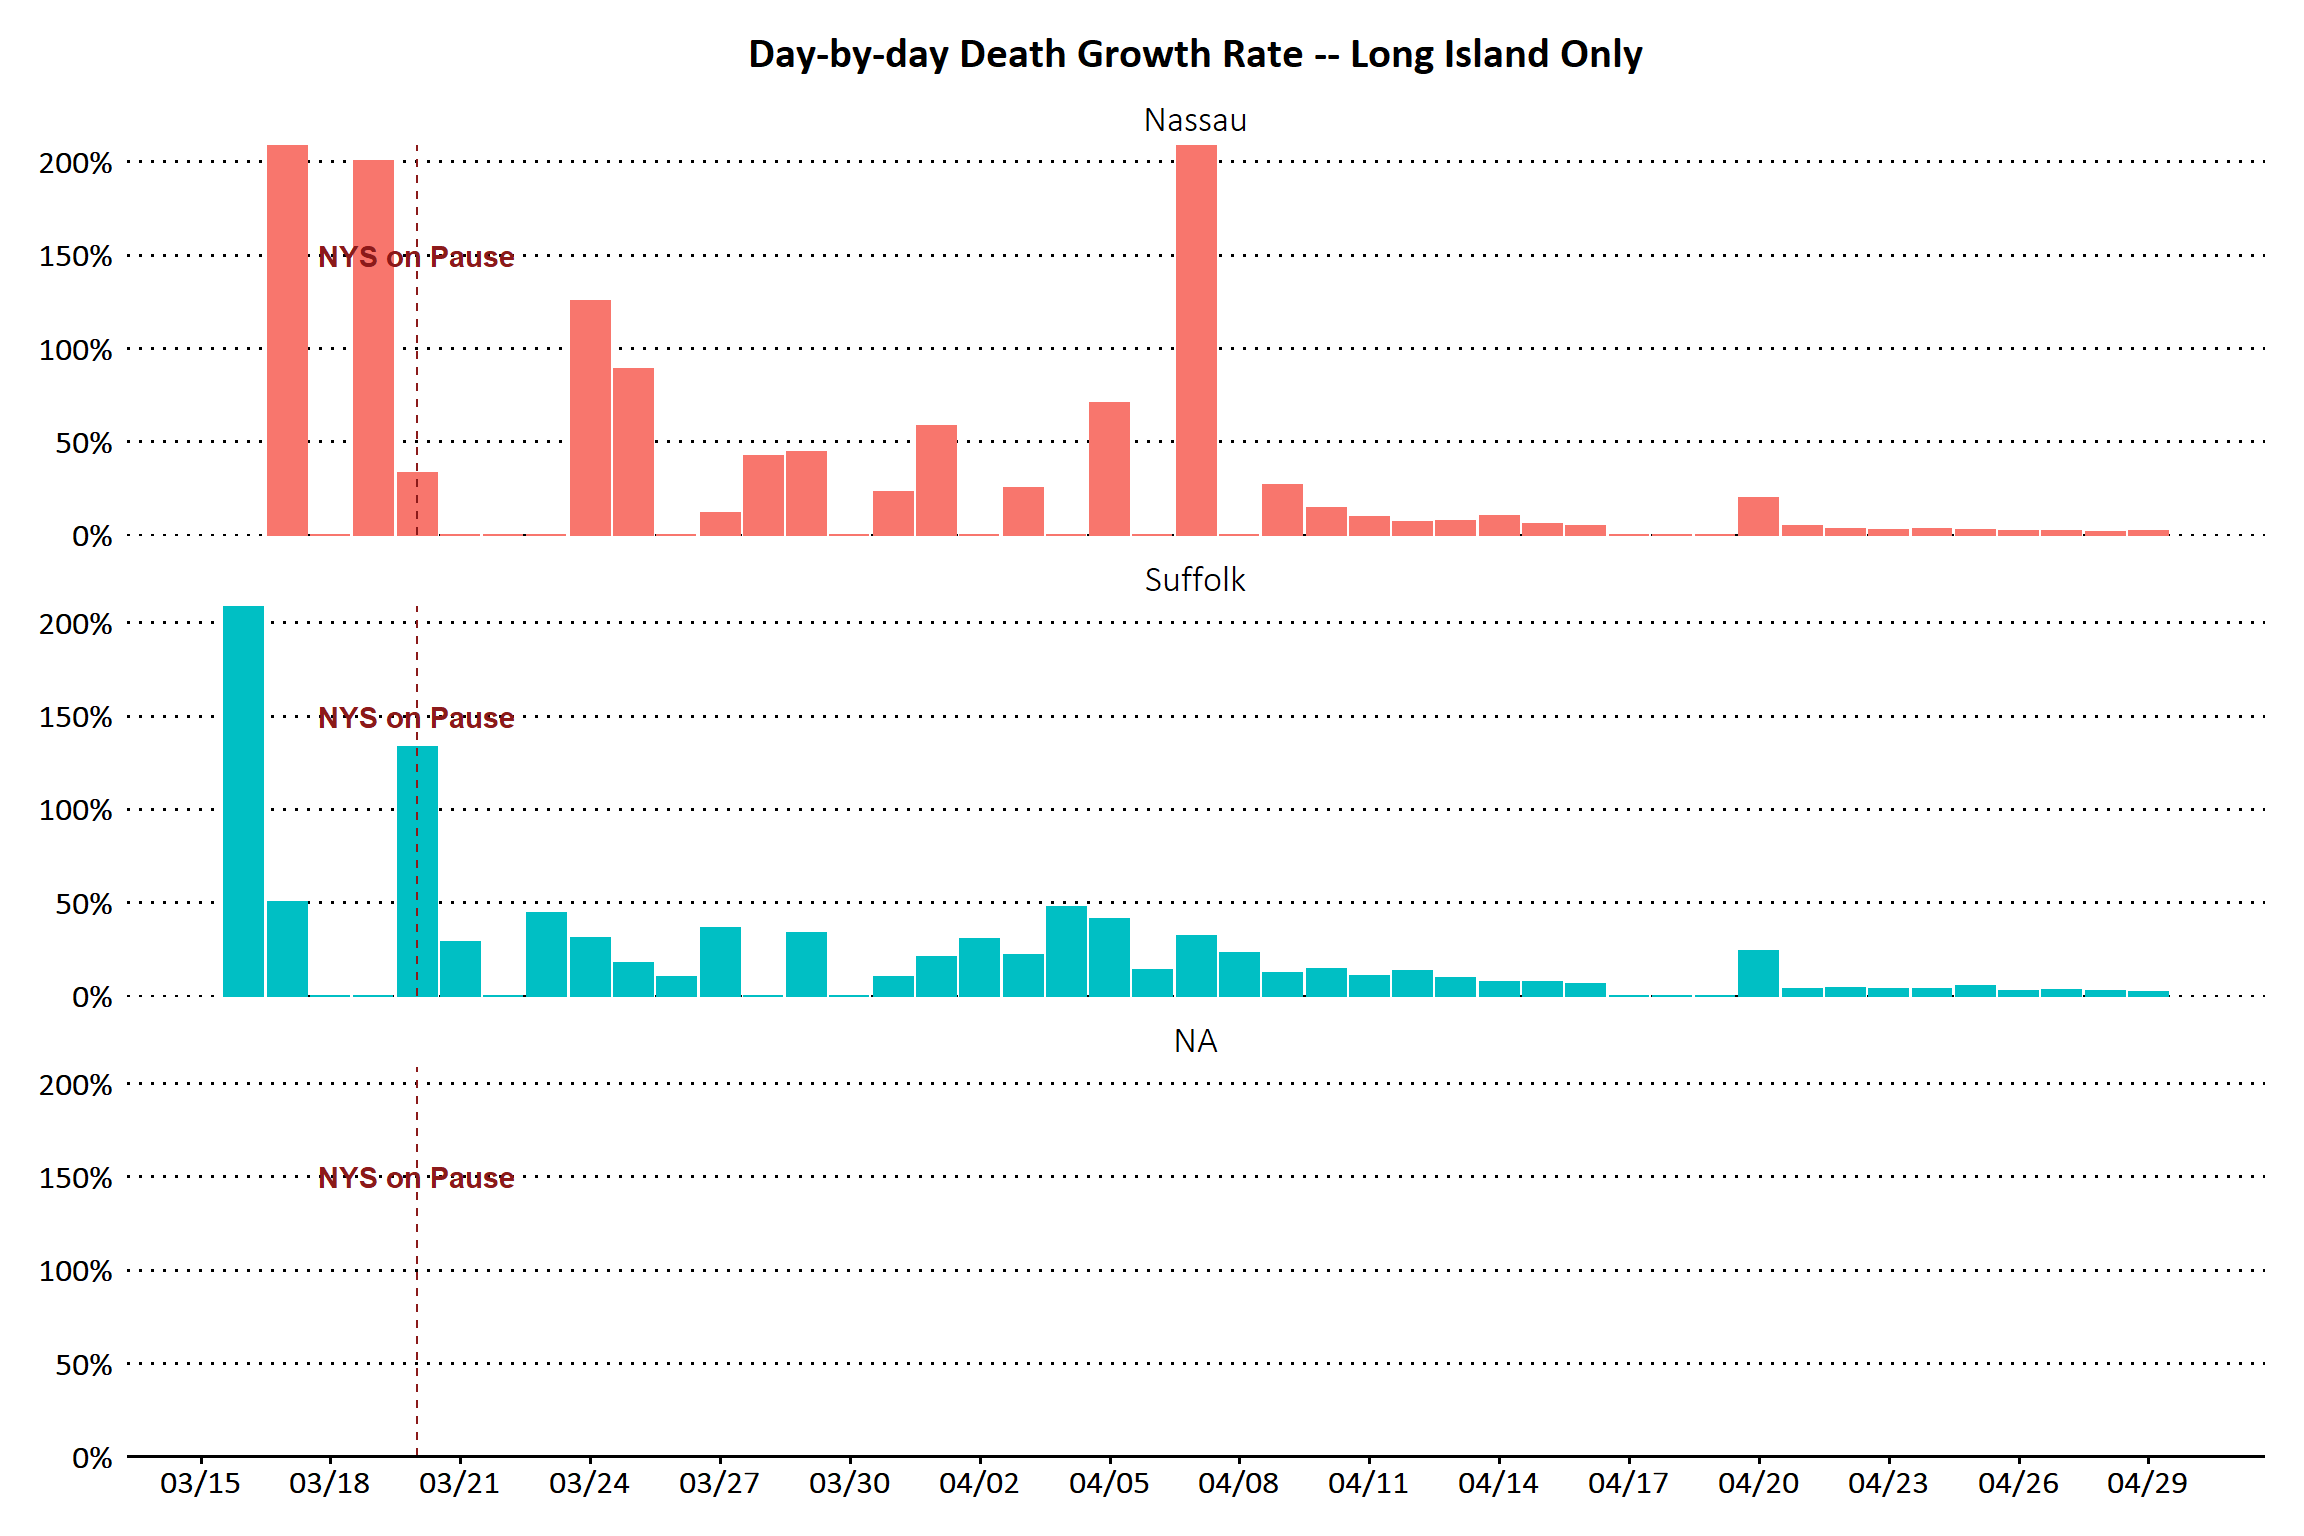 Day-by-day Death Growth Rate -- Long Island Only
Nassau
200%
150%
NYS on Pause
100%
50%
0%
Suffolk
200%
150%
NYS on Pause
100%
50%
0%
NA
200%
150%
NYS on Pause
100%
50%
0%
03/15 03/18 03/21 03/24 03/27 03/30 04/02 04/05 04/08 04/11 04/14 04/17 04/20 04/23 04/26 04/29